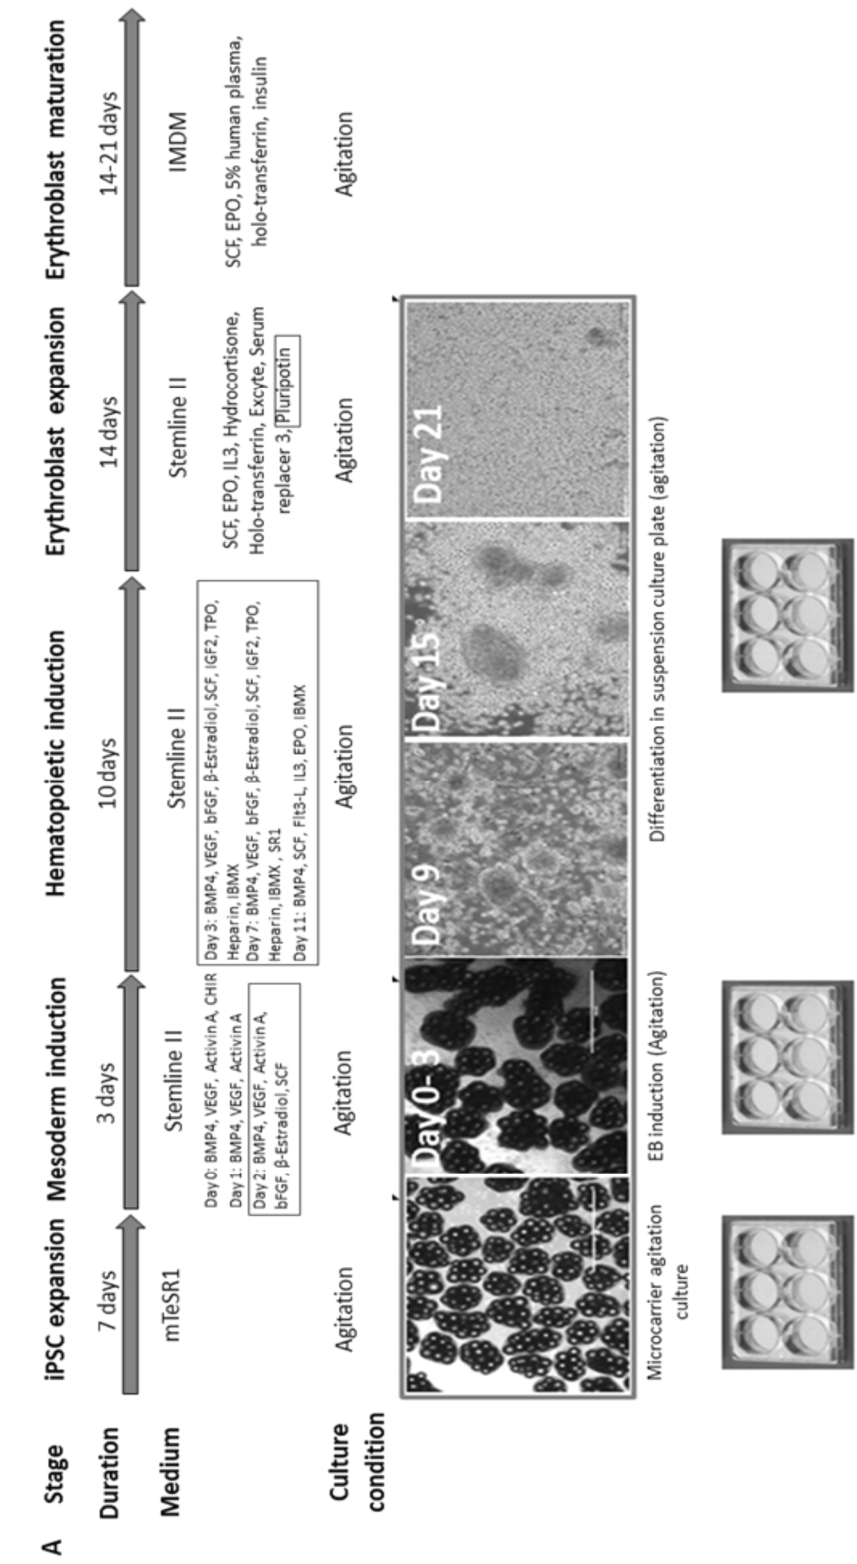 A
Stage
iPSC expansion
Mesoderm induction
Hematopoietic induction
Erythroblast expansion
Erythroblast maturation
Duration
7 days
3 days
10 days
14 days
14-21 days
Medium
mTeSR1
Stemline II
Stemline II
Stemline II
IMDM
Day 0: BMP4, VEGF, Activin A, CHIR
Day 1: BMP4, VEGF, Activin A
Day 2: BMP4, VEGF, Activin A,
bFGF, β-Estradiol, SCF
Day 3: BMP4, VEGF, bFGF, β-Estradiol, SCF, IGF2, TPO,
Heparin, IBMX
Day 7: BMP4, VEGF, bFGF, β-Estradiol, SCF, IGF2, TPO,
Heparin, IBMX , SR1
Day 11: BMP4, SCF, Flt3-L, IL3, EPO, IBMX
SCF, EPO, IL3, Hydrocortisone,
Holo-transferrin, Excyte, Serum
replacer 3, Pluripotin
SCF, EPO, 5% human plasma,
holo-transferrin, insulin
Culture
condition
Agitation
Agitation
Agitation
Agitation
Agitation
Day 0-3
Day 9
Day 15
Day 21
Microcarrier agitation
culture
EB induction (Agitation)
Differentiation in suspension culture plate (agitation)